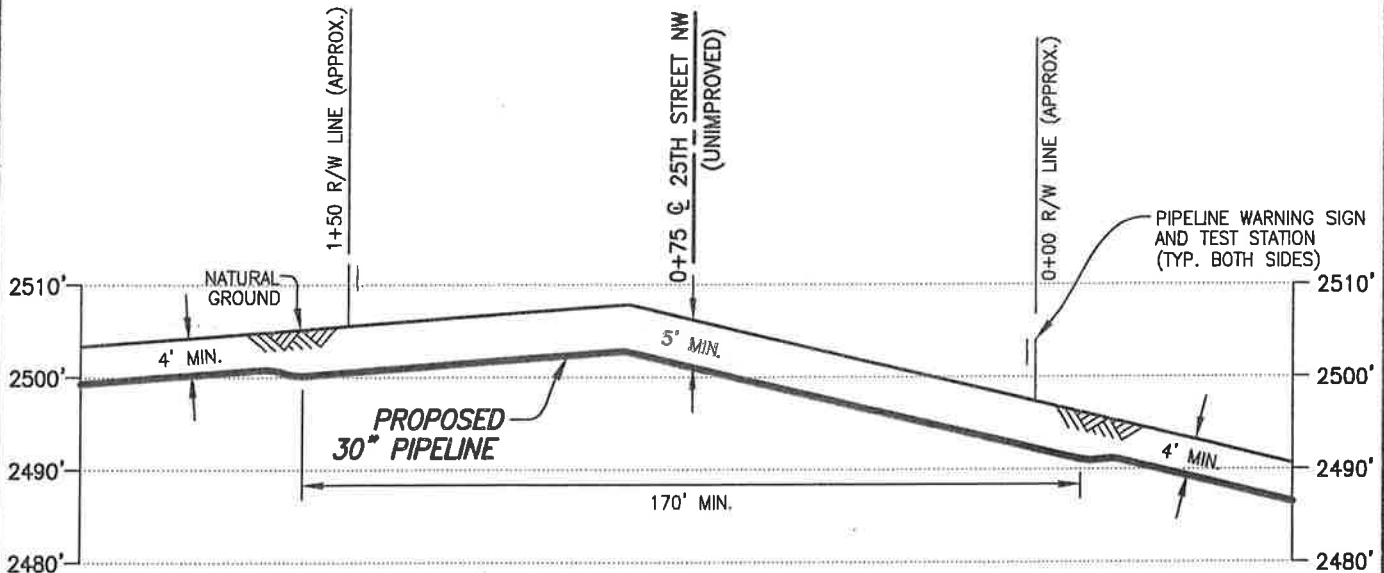 1+50 R/W LINE (APPROX.)
0+75 ℄ 25TH STREET NW
(UNIMPROVED)
0+00 R/W LINE (APPROX.)
PIPELINE WARNING SIGN
AND TEST STATION
(TYP. BOTH SIDES)
NATURAL
GROUND
2510'
2510'
4' MIN.
5' MIN.
2500'
2500'
PROPOSED
30" PIPELINE
4' MIN.
2490'
2490'
170' MIN.
2480'
2480'